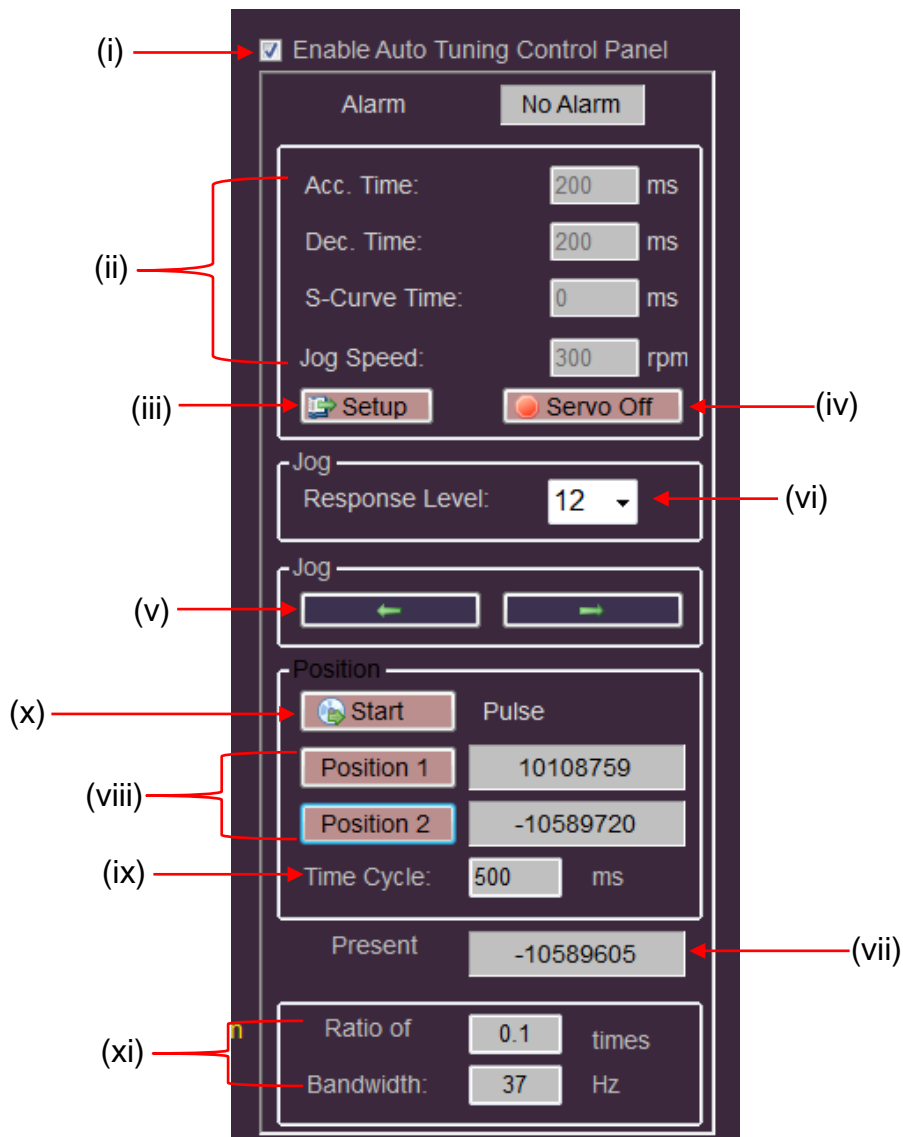 (i) Enable Auto Tuning Control Panel
Alarm No Alarm
Acc. Time: 200 ms
Dec. Time: 200 ms
(ii)
S-Curve Time: 0 ms
Jog Speed: 300 rpm
(iii) Setup Servo Off (iv)
Jog
Response Level: 12 (vi)
Jog
(v)
Position
(x) Start Pulse
Position 1 10108759
(viii)
Position 2 -10589720
(ix) Time Cycle: 500 ms
Present -10589605 (vii)
n Ratio of 0.1 times
(xi)
Bandwidth: 37 Hz